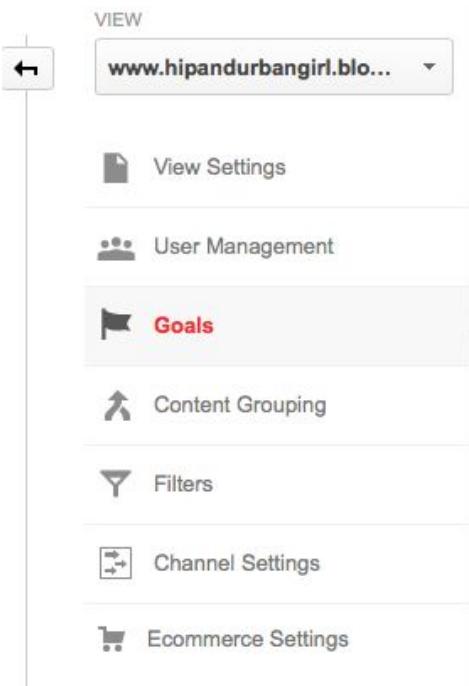 VIEW
www.hipandurbangirl.blo...
View Settings
User Management
Goals
Content Grouping
Filters
Channel Settings
Ecommerce Settings